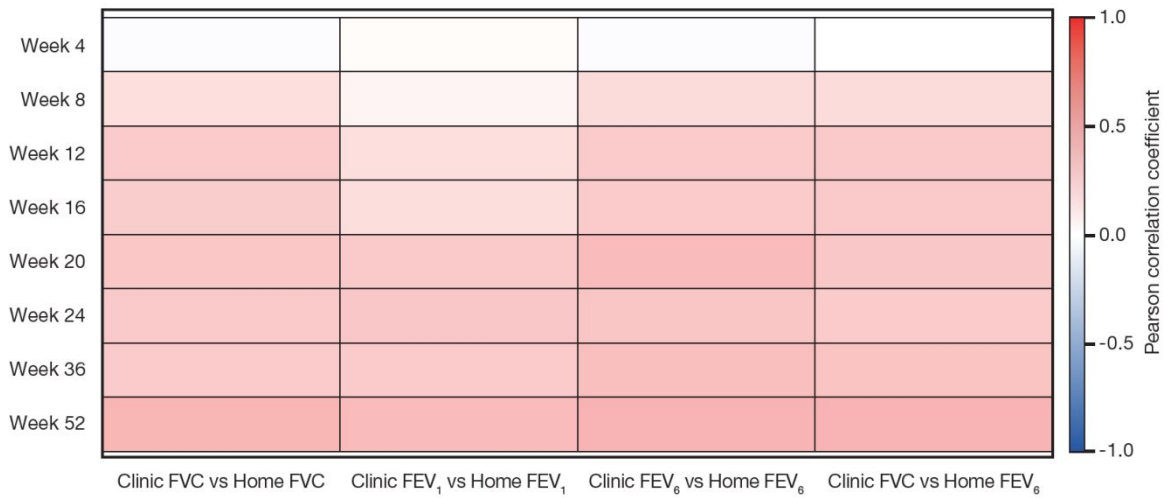 Week 4
Week 8
Week 12
Week 16
Week 20
Week 24
Week 36
Week 52
Clinic FVC vs Home FVC
Clinic FEV₁ vs Home FEV₁
Clinic FEV₆ vs Home FEV₆
Clinic FVC vs Home FEV₆
1.0
0.5
0.0
-0.5
-1.0
Pearson correlation coefficient